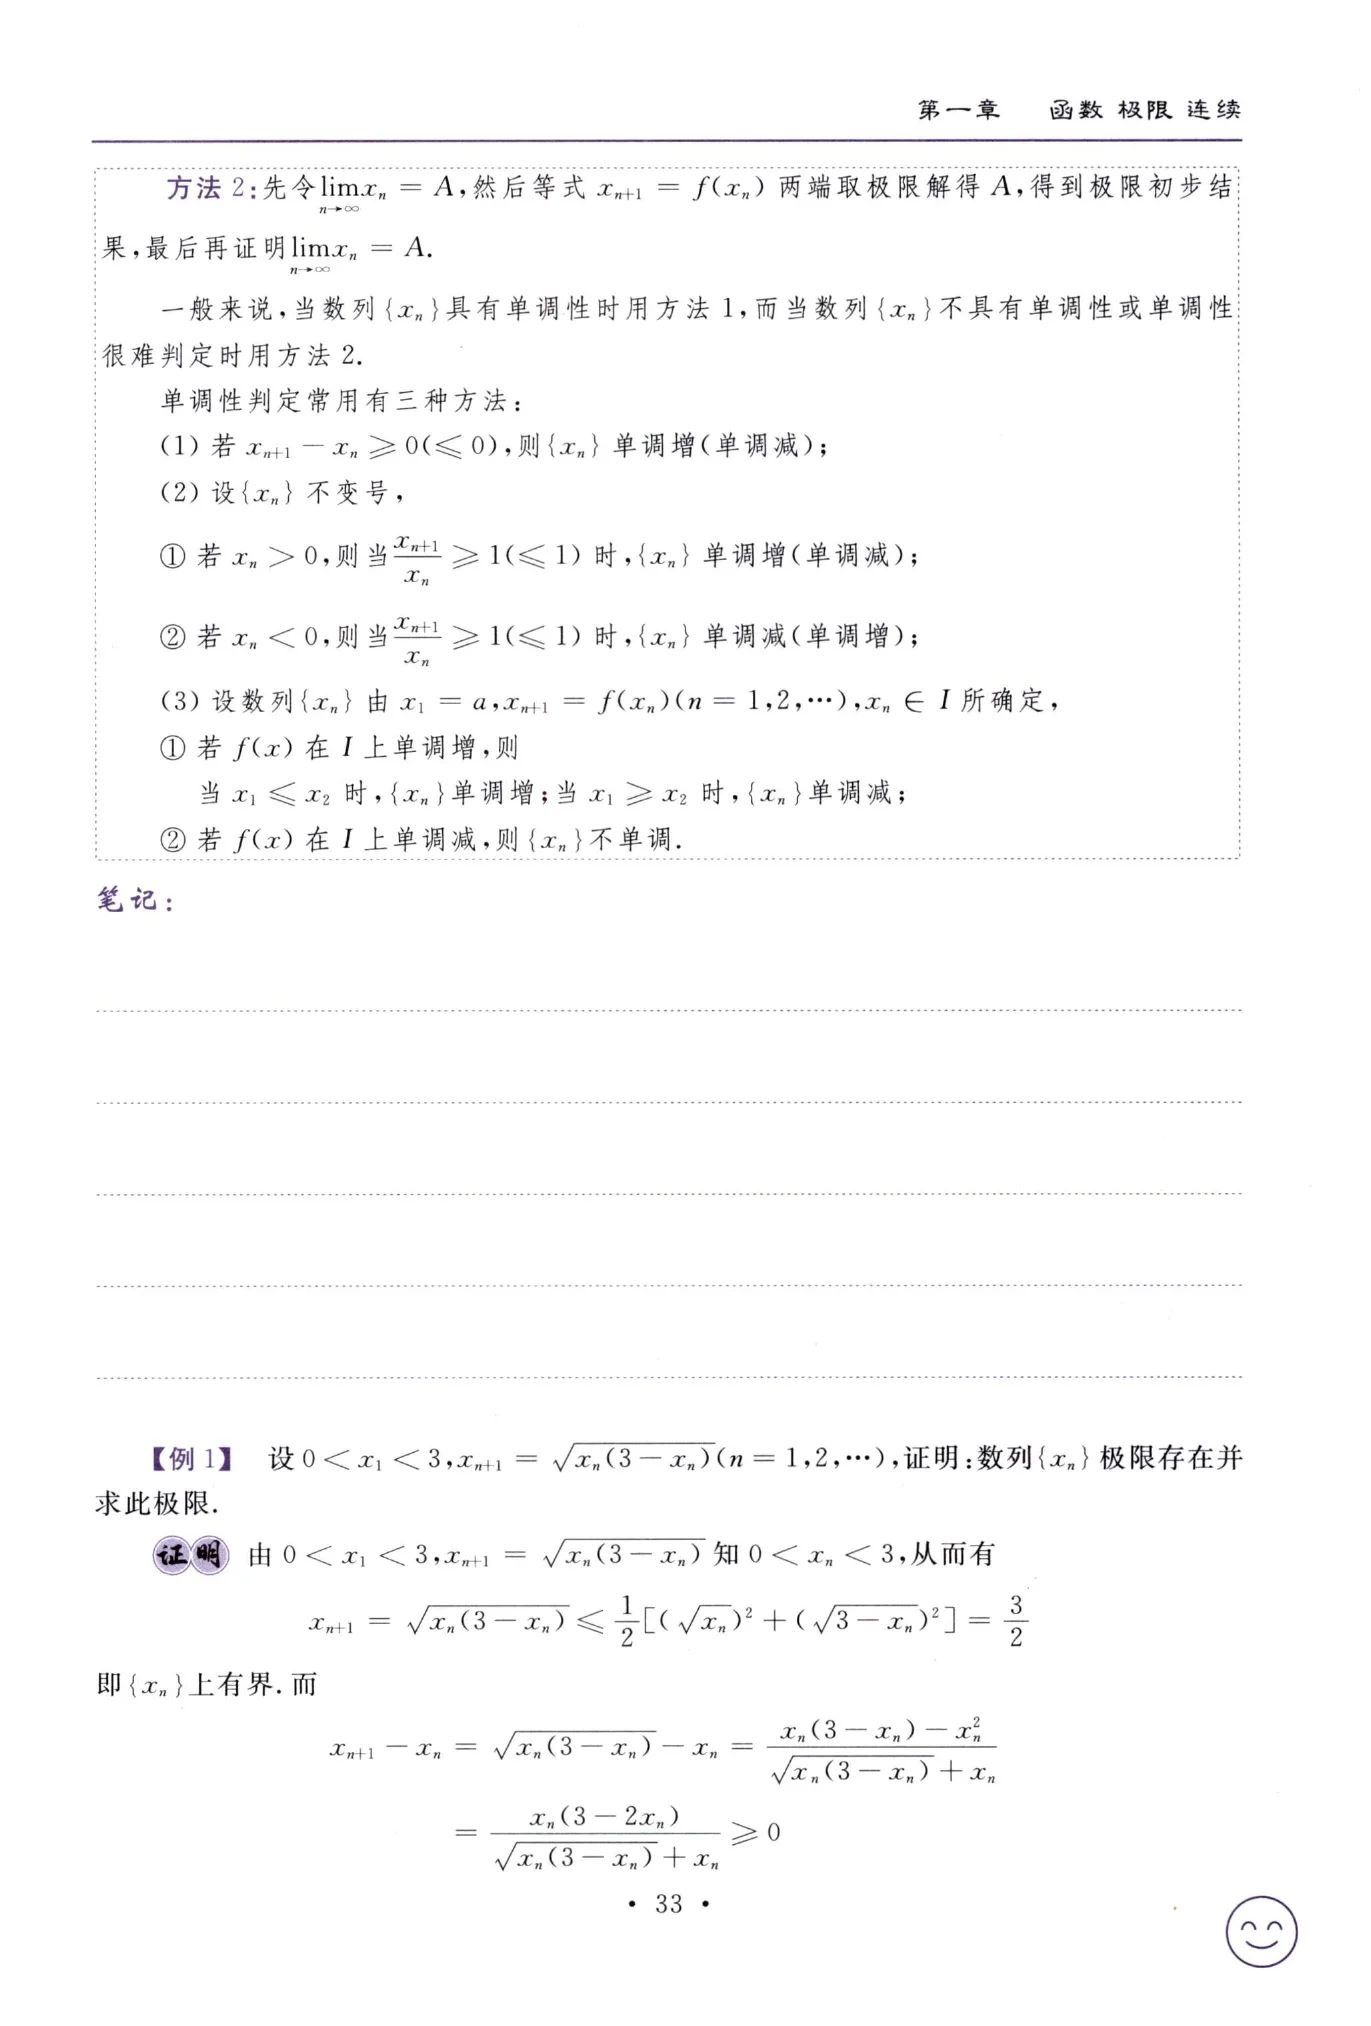 第一章 函数 极限 连续
方法 2:先令$\lim_{n\to\infty}x_n = A$,然后等式 $x_{n+1} = f(x_n)$ 两端取极限解得 $A$,得到极限初步结
果,最后再证明$\lim_{n\to\infty}x_n = A$.
一般来说,当数列{$x_n$}具有单调性时用方法 1,而当数列{$x_n$}不具有单调性或单调性
很难判定时用方法 2.
单调性判定常用有三种方法:
(1) 若 $x_{n+1} - x_n \geqslant 0(\leqslant 0)$,则{$x_n$} 单调增(单调减);
(2) 设{$x_n$} 不变号,
① 若 $x_n > 0$,则当$\frac{x_{n+1}}{x_n} \geqslant 1(\leqslant 1)$ 时,{$x_n$} 单调增(单调减);
② 若 $x_n < 0$,则当$\frac{x_{n+1}}{x_n} \geqslant 1(\leqslant 1)$ 时,{$x_n$} 单调减(单调增);
(3) 设数列{$x_n$} 由 $x_1 = a,x_{n+1} = f(x_n)(n = 1,2,\cdots),x_n \in I$ 所确定,
① 若 $f(x)$ 在 $I$ 上单调增,则
当 $x_1 \leqslant x_2$ 时,{$x_n$}单调增;当 $x_1 \geqslant x_2$ 时,{$x_n$}单调减;
② 若 $f(x)$ 在 $I$ 上单调减,则{$x_n$}不单调.
笔记:
【例 1】 设 $0 < x_1 < 3,x_{n+1} = \sqrt{x_n(3-x_n)}(n = 1,2,\cdots)$,证明:数列{$x_n$} 极限存在并
求此极限.
证明 由 $0 < x_1 < 3,x_{n+1} = \sqrt{x_n(3-x_n)}$ 知 $0 < x_n < 3$,从而有
$x_{n+1} = \sqrt{x_n(3-x_n)} \leqslant \frac{1}{2}[(\sqrt{x_n})^2 + (\sqrt{3-x_n})^2] = \frac{3}{2}$
即{$x_n$}上有界.而
$x_{n+1} - x_n = \sqrt{x_n(3-x_n)} - x_n = \frac{x_n(3-x_n)-x_n^2}{\sqrt{x_n(3-x_n)}+x_n}$
$= \frac{x_n(3-2x_n)}{\sqrt{x_n(3-x_n)}+x_n} \geqslant 0$
• 33 •